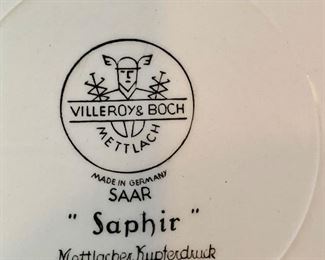 VILLEROY & BOCH
METTLACH
MADE IN GERMANY
SAAR
" Saphir "
Mettlacher Kupferdruck